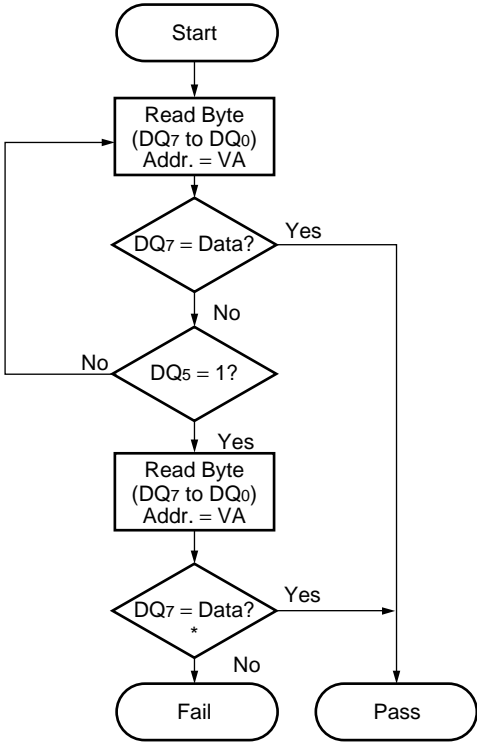 Start
Read Byte
(DQ7 to DQ0)
Addr. = VA
DQ7 = Data?
Yes
No
DQ5 = 1?
No
Yes
Read Byte
(DQ7 to DQ0)
Addr. = VA
DQ7 = Data?
*
Yes
No
Fail
Pass